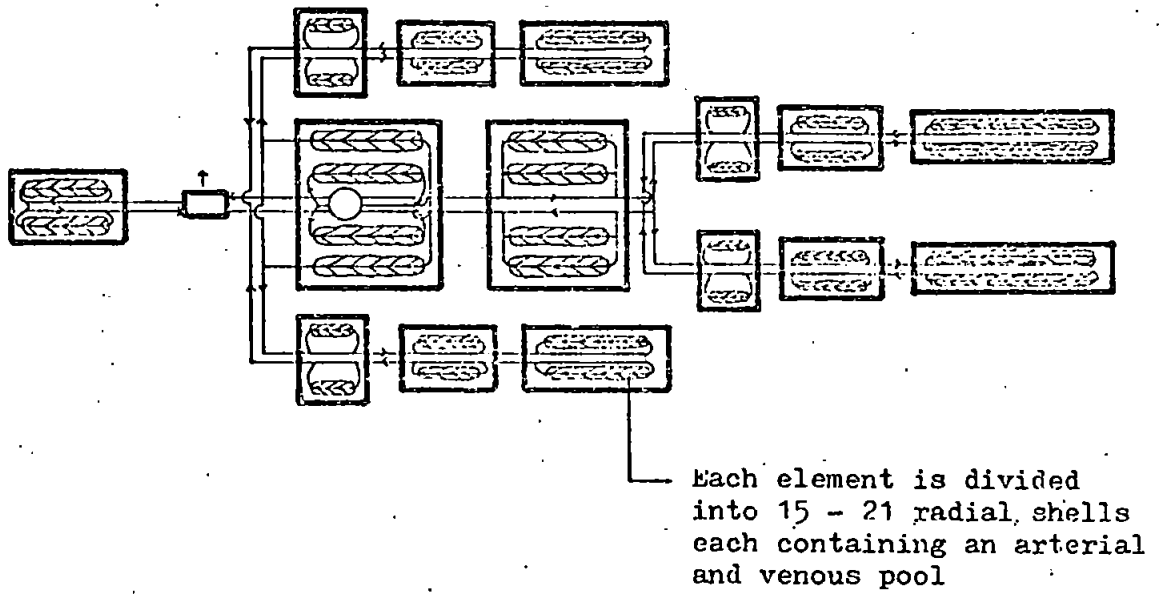 Each element is divided
into 15 - 21 radial shells
each containing an arterial
and venous pool